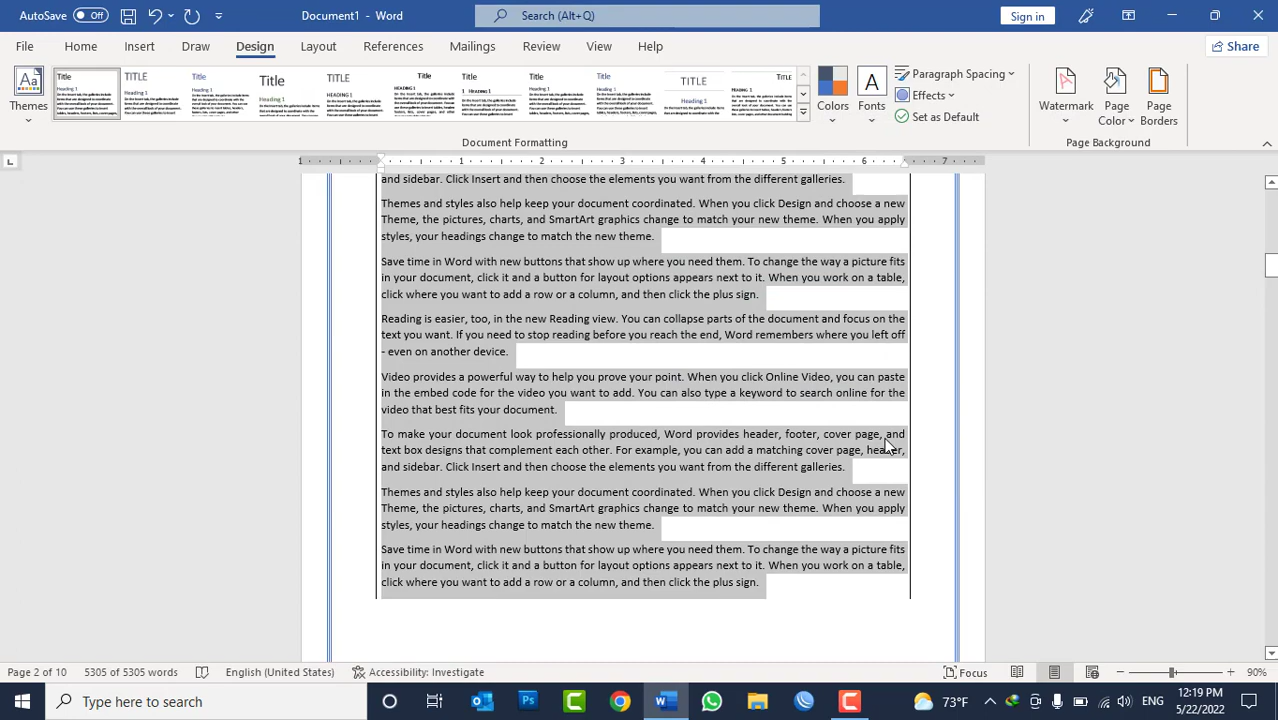 AutoSave Off
Document1 - Word
Search (Alt+Q)
Sign in
File Home Insert Draw Design Layout References Mailings Review View Help
Share
Themes
Colors
Fonts
Paragraph Spacing
Effects
Set as Default
Watermark
Page Color
Page Borders
Document Formatting
Page Background
1 1 2 3 4 5 6 7
and sidebar. Click Insert and then choose the elements you want from the different galleries.
Themes and styles also help keep your document coordinated. When you click Design and choose a new
Theme, the pictures, charts, and SmartArt graphics change to match your new theme. When you apply
styles, your headings change to match the new theme.
Save time in Word with new buttons that show up where you need them. To change the way a picture fits
in your document, click it and a button for layout options appears next to it. When you work on a table,
click where you want to add a row or a column, and then click the plus sign.
Reading is easier, too, in the new Reading view. You can collapse parts of the document and focus on the
text you want. If you need to stop reading before you reach the end, Word remembers where you left off
- even on another device.
Video provides a powerful way to help you prove your point. When you click Online Video, you can paste
in the embed code for the video you want to add. You can also type a keyword to search online for the
video that best fits your document.
To make your document look professionally produced, Word provides header, footer, cover page, and
text box designs that complement each other. For example, you can add a matching cover page, header,
and sidebar. Click Insert and then choose the elements you want from the different galleries.
Themes and styles also help keep your document coordinated. When you click Design and choose a new
Theme, the pictures, charts, and SmartArt graphics change to match your new theme. When you apply
styles, your headings change to match the new theme.
Save time in Word with new buttons that show up where you need them. To change the way a picture fits
in your document, click it and a button for layout options appears next to it. When you work on a table,
click where you want to add a row or a column, and then click the plus sign.
Page 2 of 10 5305 of 5305 words English (United States) Accessibility: Investigate Focus 90%
Type here to search
73°F ENG 12:19 PM
5/22/2022